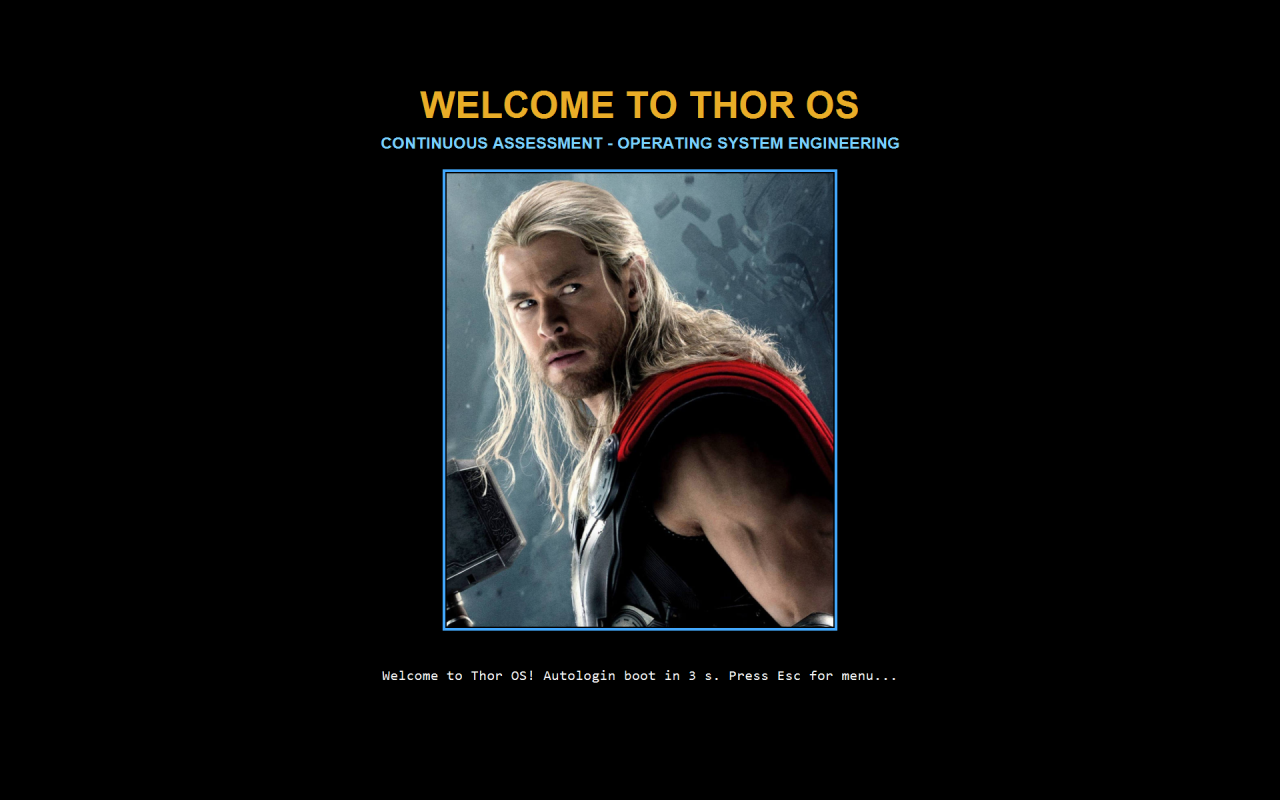 WELCOME TO THOR OS
CONTINUOUS ASSESSMENT - OPERATING SYSTEM ENGINEERING
Welcome to Thor OS! Autologin boot in 3 s. Press Esc for menu...